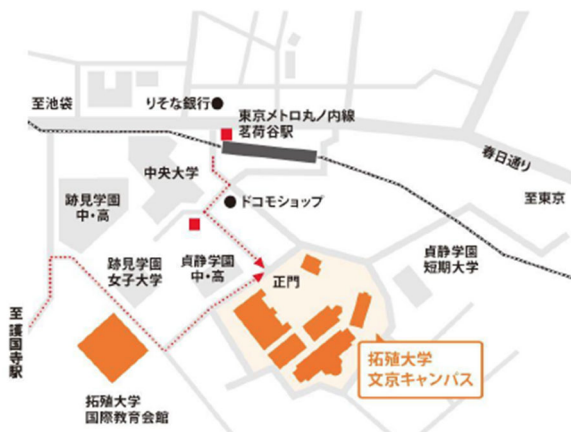 至池袋
りそな銀行
東京メトロ丸ノ内線
茗荷谷駅
春日通り
中央大学
至東京
跡見学園
中・高
ドコモショップ
跡見学園
女子大学
貞静学園
中・高
正門
貞静学園
短期大学
至護国寺駅
拓殖大学
文京キャンパス
拓殖大学
国際教育会館